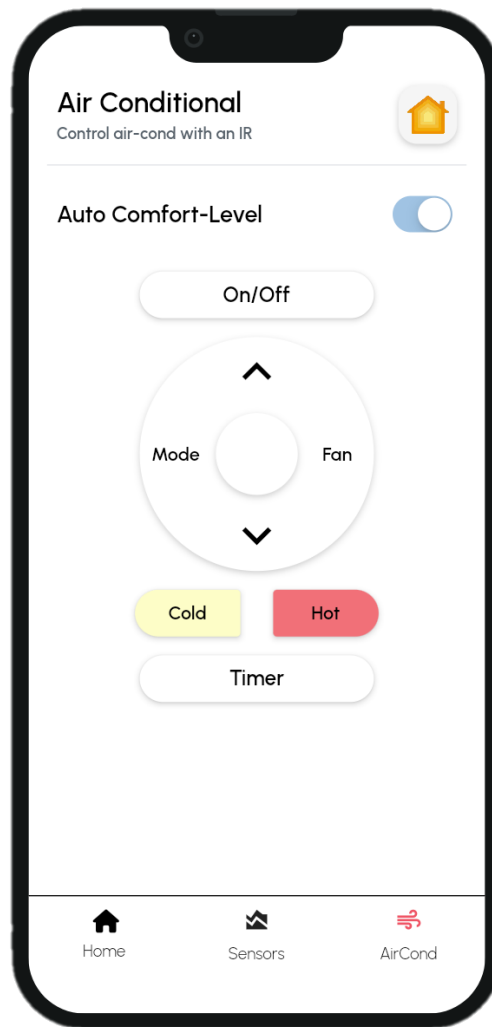 Air Conditional
Control air-cond with an IR
Auto Comfort-Level
On/Off
Mode
Fan
Cold
Hot
Timer
Home
Sensors
AirCond